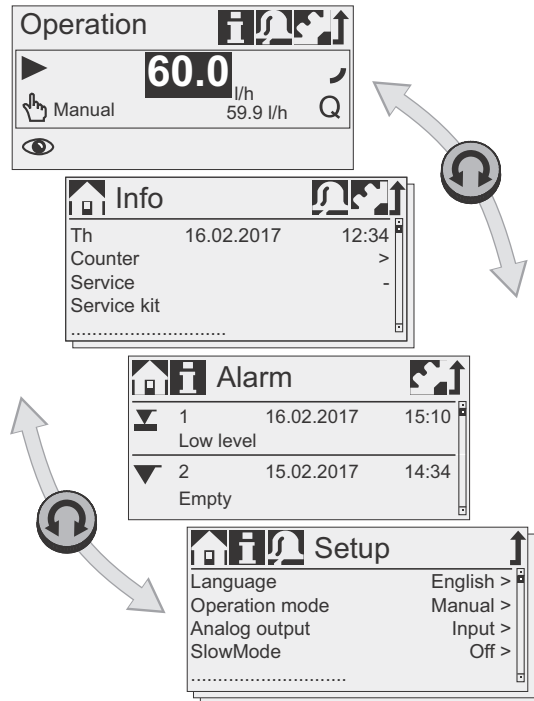 Operation
60.0 l/h
Manual 59.9 l/h Q
Info
Th 16.02.2017 12:34
Counter >
Service -
Service kit
............................
Alarm
1 16.02.2017 15:10
Low level
2 15.02.2017 14:34
Empty
Setup
Language English >
Operation mode Manual >
Analog output Input >
SlowMode Off >
............................